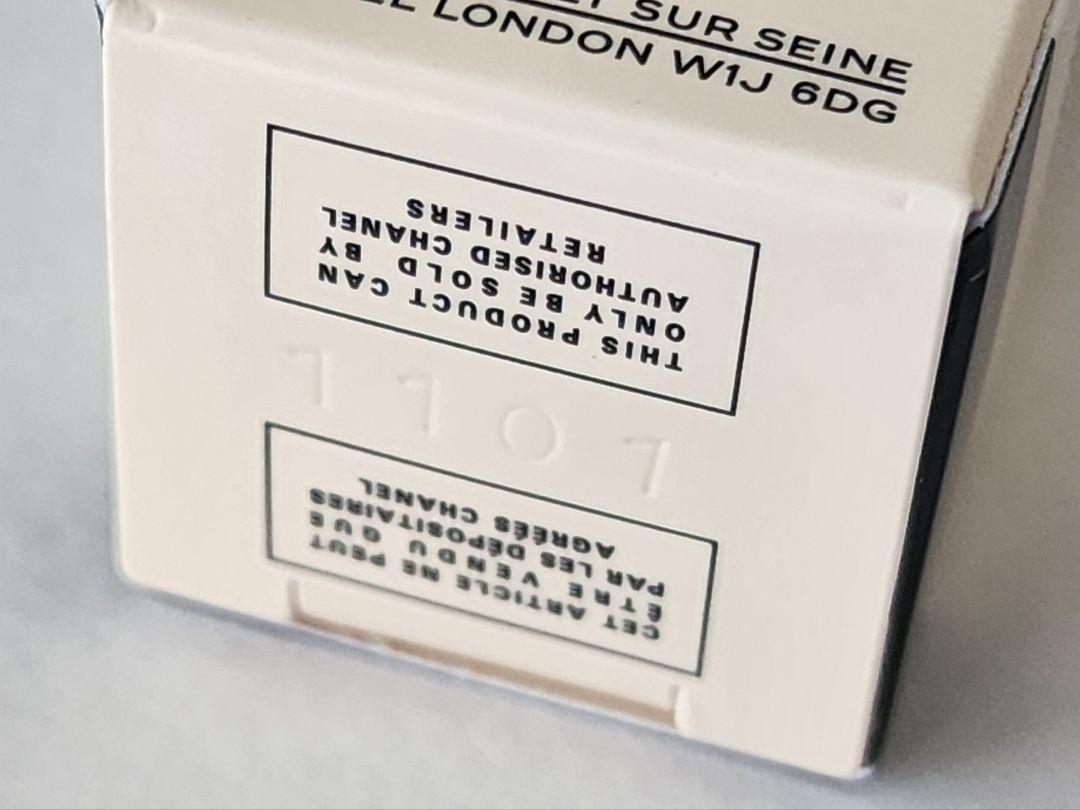 SUR SEINE
LONDON W1J 6DG
THIS PRODUCT CAN
ONLY BE SOLD BY
AUTHORISED CHANEL
RETAILERS
1101
CET ARTICLE NE PEUT
ÊTRE VENDU QUE
PAR LES DÉPOSITAIRES
AGRÉÉS CHANEL